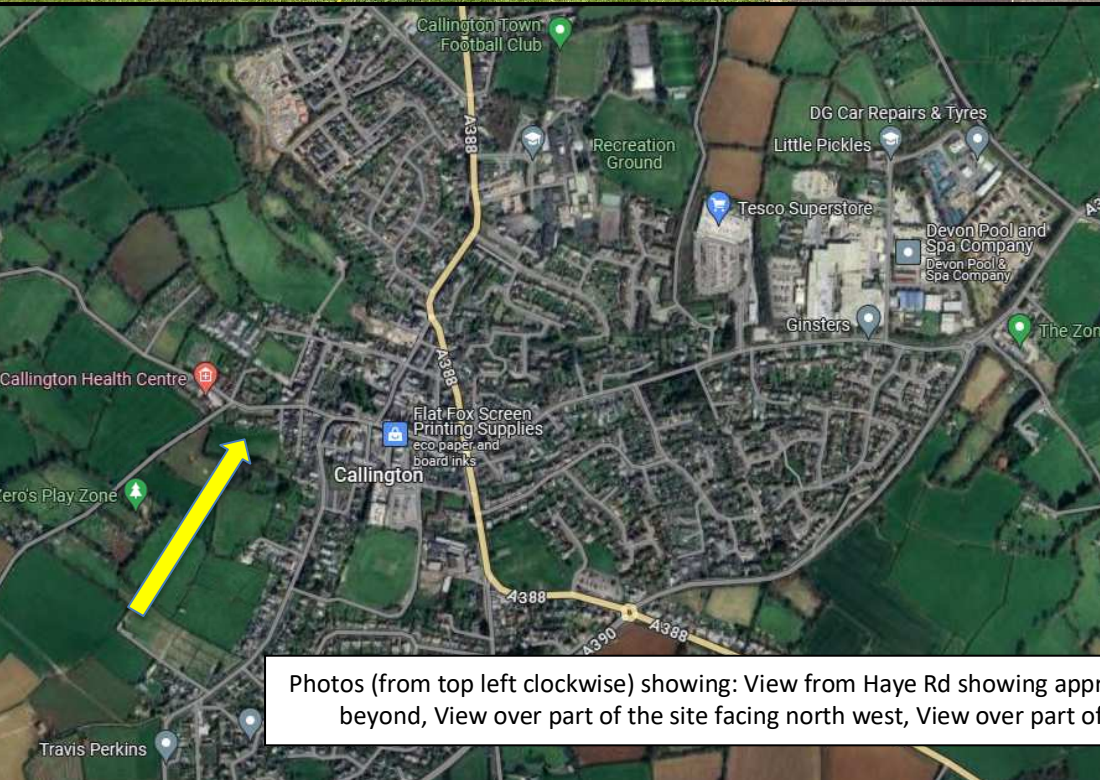 Callington Town
Football Club
DG Car Repairs & Tyres
A388
Little Pickles
Recreation
Ground
Tesco Superstore
Devon Pool and
Spa Company
Devon Pool &
Spa Company
Ginsters
The Zon
A388
Callington Health Centre
Flat Fox Screen
Printing Supplies
eco paper and
board inks
Callington
Zero's Play Zone
A388
A390
A388
Photos (from top left clockwise) showing: View from Haye Rd showing appr
beyond, View over part of the site facing north west, View over part of
Travis Perkins